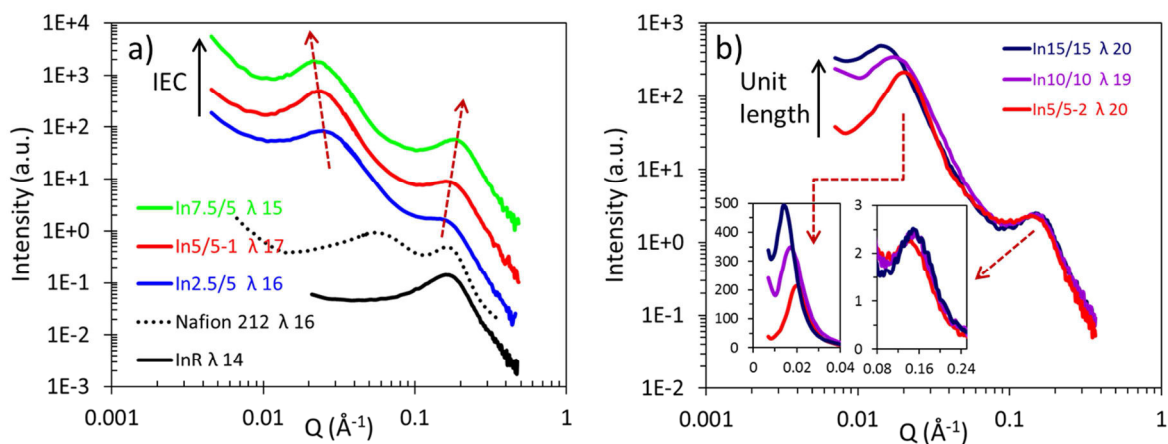 a)
IEC
1E+4
1E+3
1E+2
1E+1
1E+0
1E-1
1E-2
1E-3
Intensity (a.u.)
In7.5/5 λ 15
In5/5-1 λ 17
In2.5/5 λ 16
Nafion 212 λ 16
InR λ 14
0.001 0.01 0.1 1
Q (Å⁻¹)
b)
Unit
length
1E+3
1E+2
1E+1
1E+0
1E-1
1E-2
Intensity (a.u.)
In15/15 λ 20
In10/10 λ 19
In5/5-2 λ 20
500
400
300
200
100
0
0 0.02 0.04
3
2
1
0
0.08 0.16 0.24
0.001 0.01 0.1 1
Q (Å⁻¹)